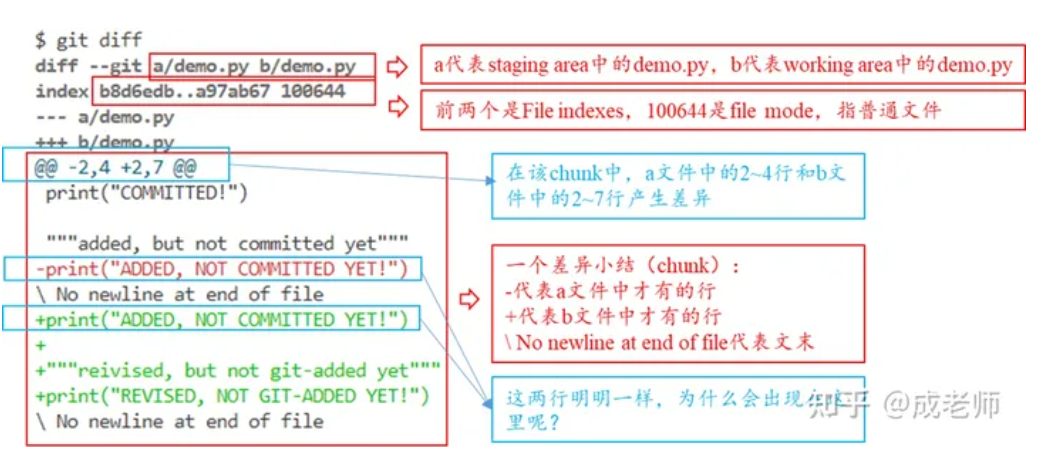 $ git diff
diff --git a/demo.py b/demo.py
a代表staging area中的demo.py，b代表working area中的demo.py
index b8d6edb..a97ab67 100644
前两个是File indexes，100644是file mode，指普通文件
--- a/demo.py
+++ b/demo.py
@@ -2,4 +2,7 @@
在该chunk中，a文件中的2~4行和b文
件中的2~7行产生差异
print("COMMITTED!")
"""added, but not committed yet"""
-print("ADDED, NOT COMMITTED YET!")
\ No newline at end of file
+print("ADDED, NOT COMMITTED YET!")
+
+"""reivised, but not git-added yet"""
+print("REVISED, NOT GIT-ADDED YET!")
\ No newline at end of file
一个差异小结（chunk）：
-代表a文件中才有的行
+代表b文件中才有的行
\ No newline at end of file代表文末
这两行明明一样，为什么会出现在这
里呢？
知乎 @成老师